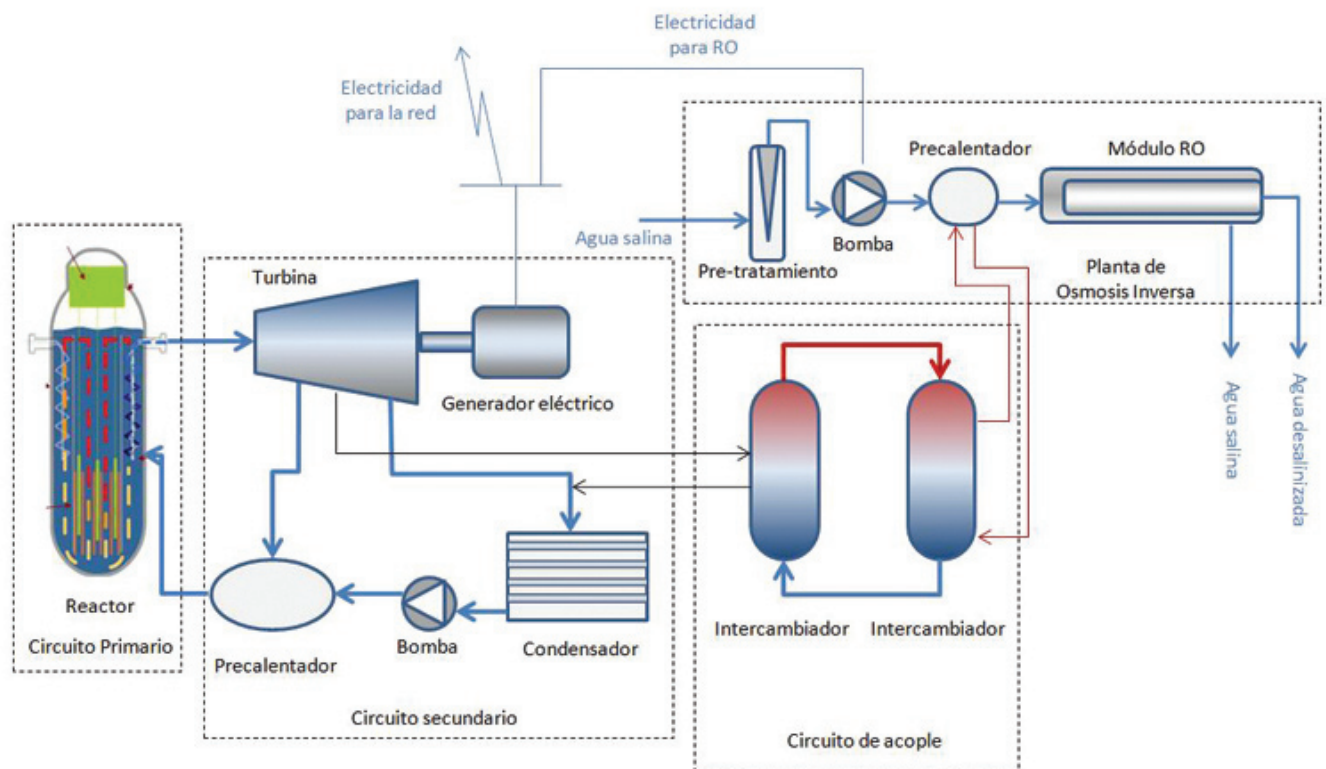 Electricidad
para RO
Electricidad
para la red
Precalentador
Módulo RO
Agua salina
Bomba
Pre-tratamiento
Planta de
Osmosis Inversa
Turbina
Generador eléctrico
Agua salina
Agua desalinizada
Reactor
Circuito Primario
Precalentador
Bomba
Condensador
Intercambiador
Intercambiador
Circuito secundario
Circuito de acople